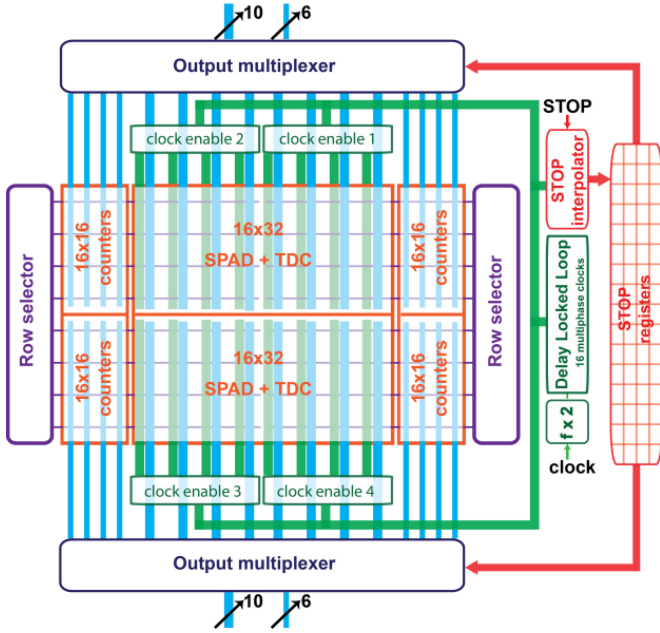 10
6
Output multiplexer
STOP
clock enable 2
clock enable 1
STOP
interpolator
Row selector
16x16
counters
16x32
SPAD + TDC
16x16
counters
Row selector
Delay Locked Loop
16 multiphase clocks
STOP
registers
16x16
counters
16x32
SPAD + TDC
16x16
counters
f x 2
clock
clock enable 3
clock enable 4
Output multiplexer
10
6